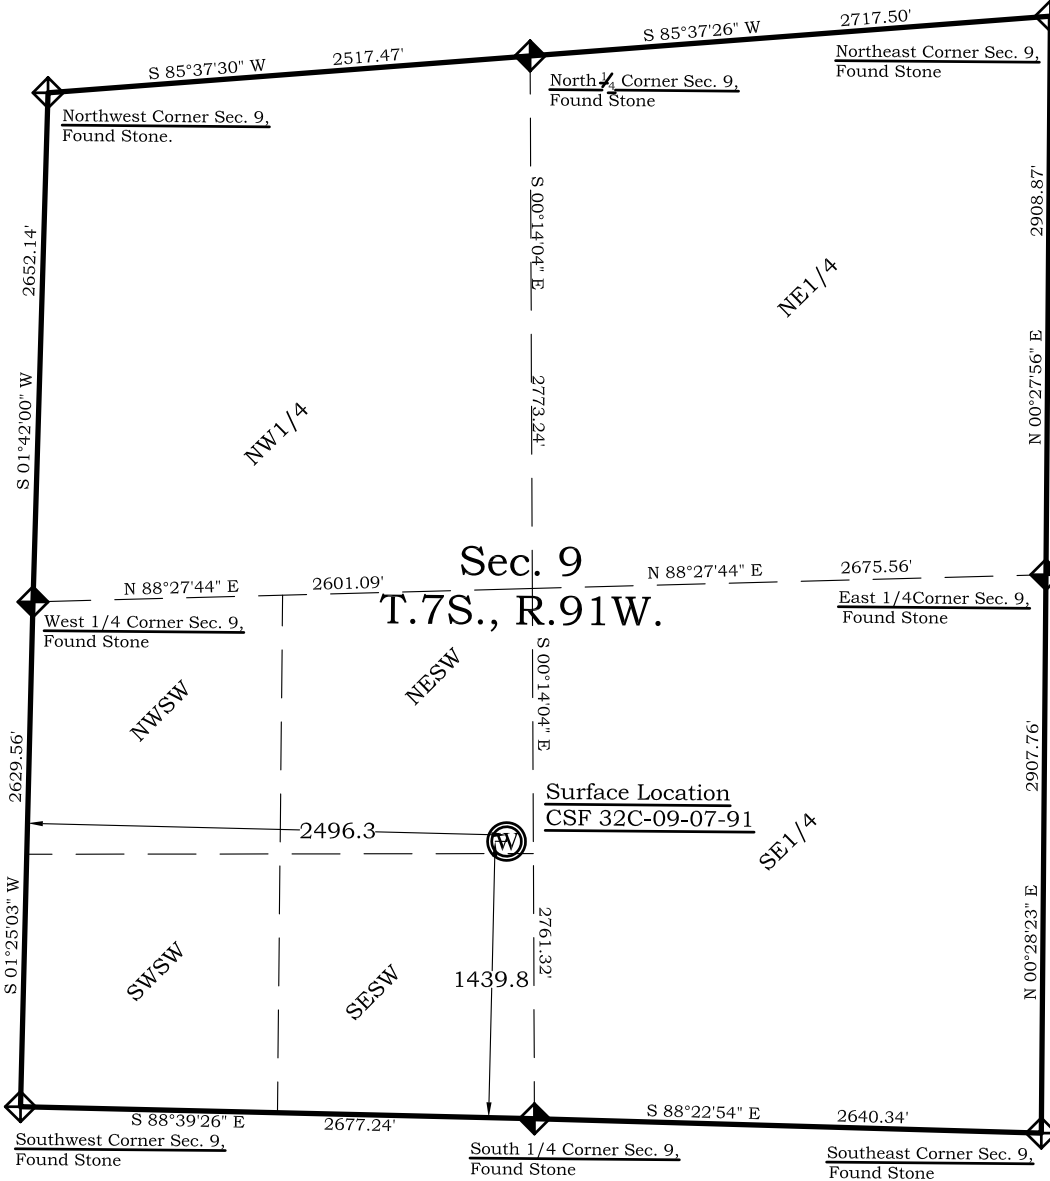 S 85°37'30" W
2517.47'
S 85°37'26" W
2717.50'
Northeast Corner Sec. 9,
Found Stone
North 1/4 Corner Sec. 9,
Found Stone
Northwest Corner Sec. 9,
Found Stone.
2652.14'
S 01°42'00" W
S 00°14'04" E
2773.24'
2908.87'
N 00°27'56" E
NE1/4
NW1/4
Sec. 9
T.7S., R.91W.
N 88°27'44" E
2601.09'
N 88°27'44" E
2675.56'
West 1/4 Corner Sec. 9,
Found Stone
East 1/4Corner Sec. 9,
Found Stone
NWSW
NESW
S 00°14'04" E
2629.56'
S 01°25'03" W
2907.76'
N 00°28'23" E
Surface Location
CSF 32C-09-07-91
W
2496.3
SE1/4
2761.32'
1439.8
SWSW
SESW
S 88°39'26" E
2677.24'
S 88°22'54" E
2640.34'
Southwest Corner Sec. 9,
Found Stone
South 1/4 Corner Sec. 9,
Found Stone
Southeast Corner Sec. 9,
Found Stone